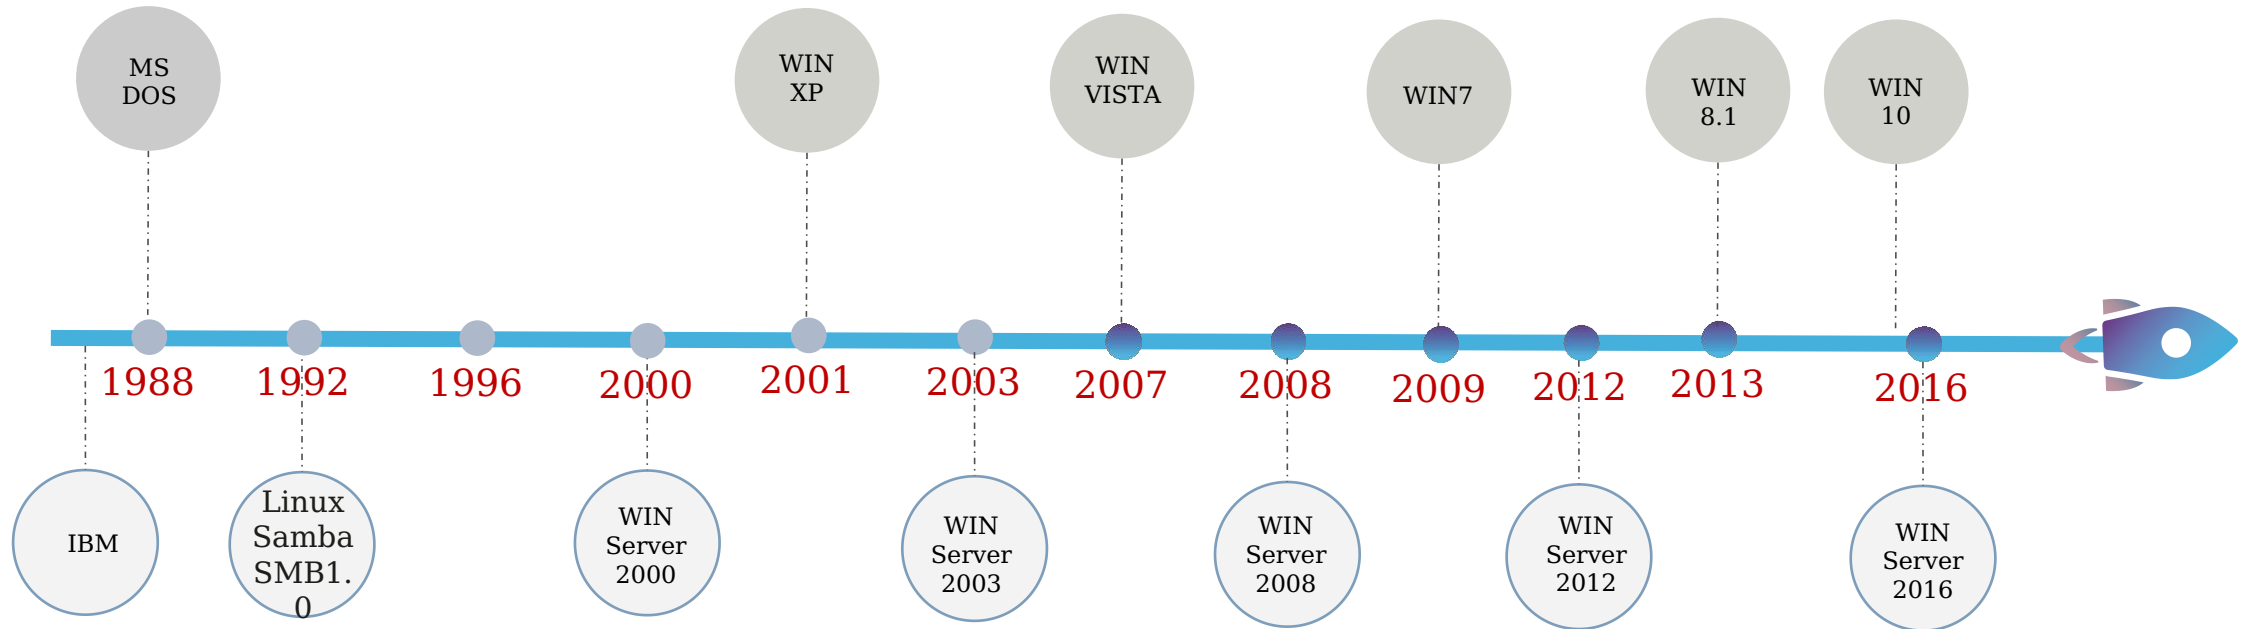 MS
DOS
WIN
XP
WIN
VISTA
WIN7
WIN
8.1
WIN
10
1988
1992
1996
2000
2001
2003
2007
2008
2009
2012
2013
2016
IBM
Linux
Samba
SMB1.
0
WIN
Server
2000
WIN
Server
2003
WIN
Server
2008
WIN
Server
2012
WIN
Server
2016